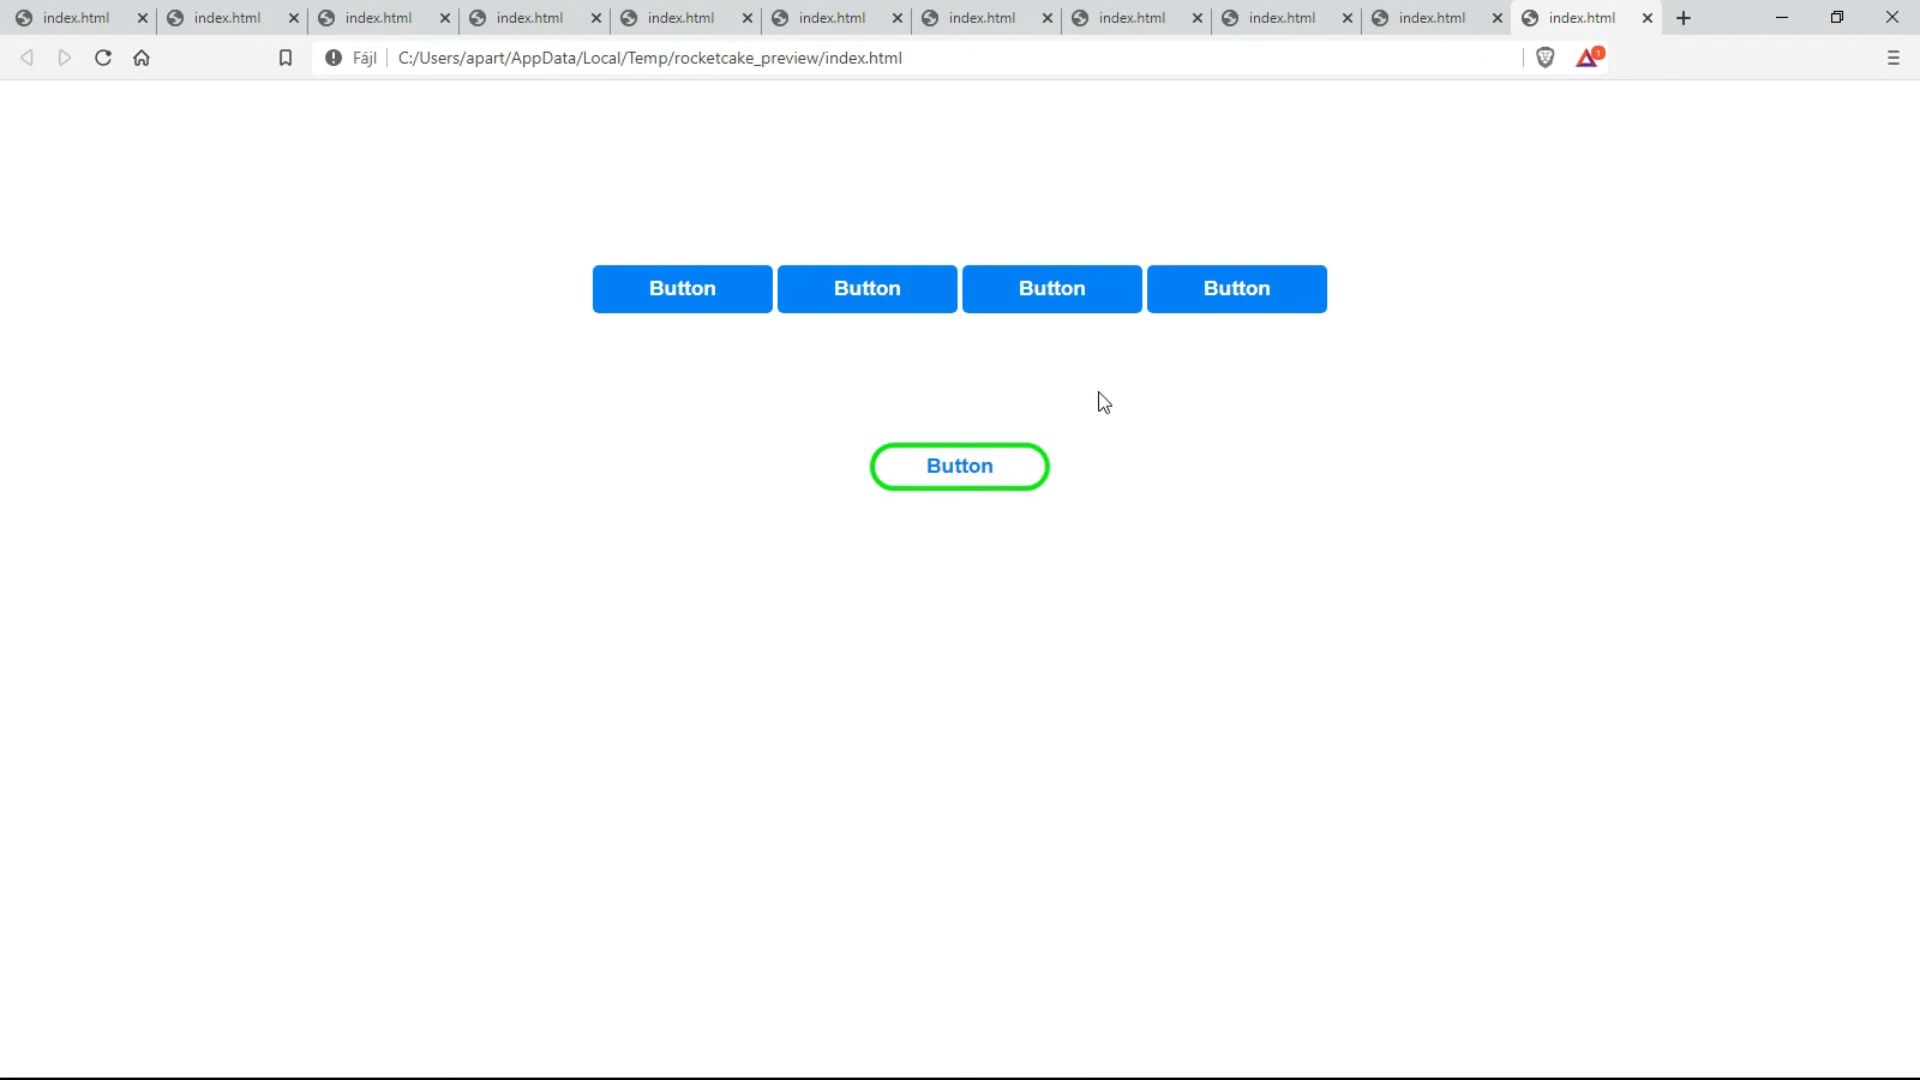 index.html index.html index.html index.html index.html index.html index.html index.html index.html index.html index.html
Fájl C:/Users/apart/AppData/Local/Temp/rocketcake_preview/index.html
1
Button Button Button Button
Button